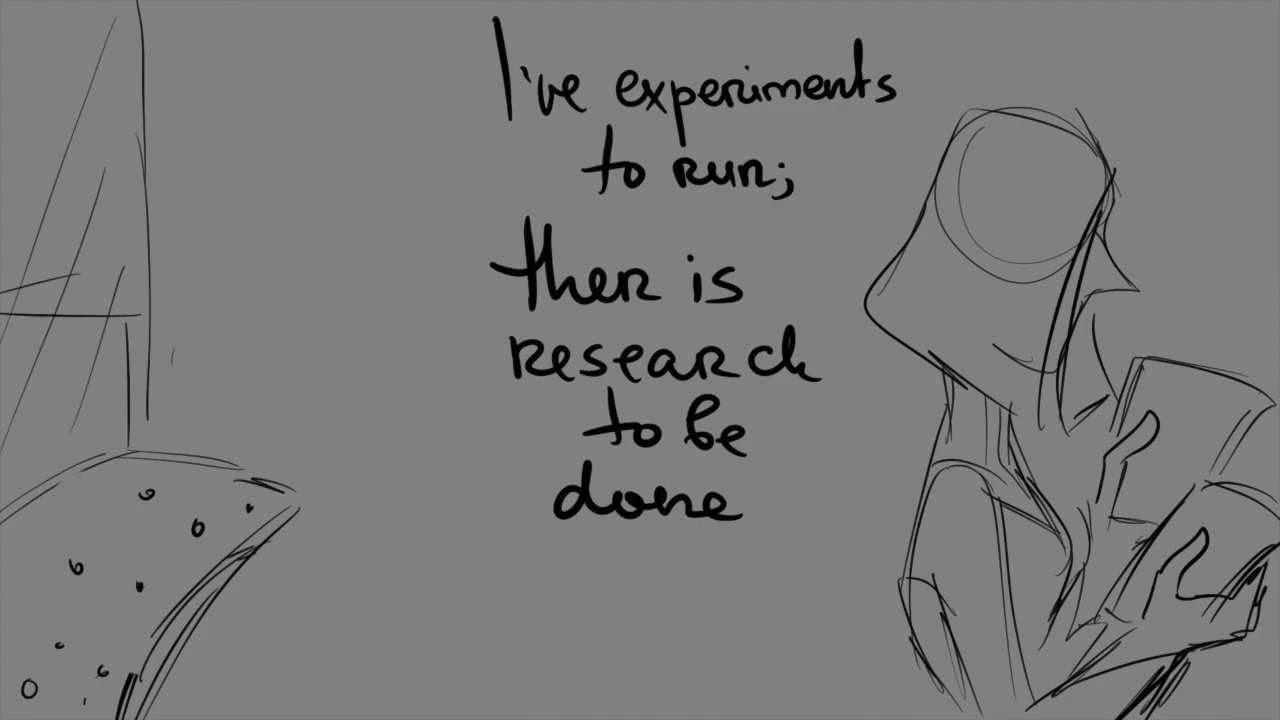 I've experiments
to run;
ther is
research
to be
done